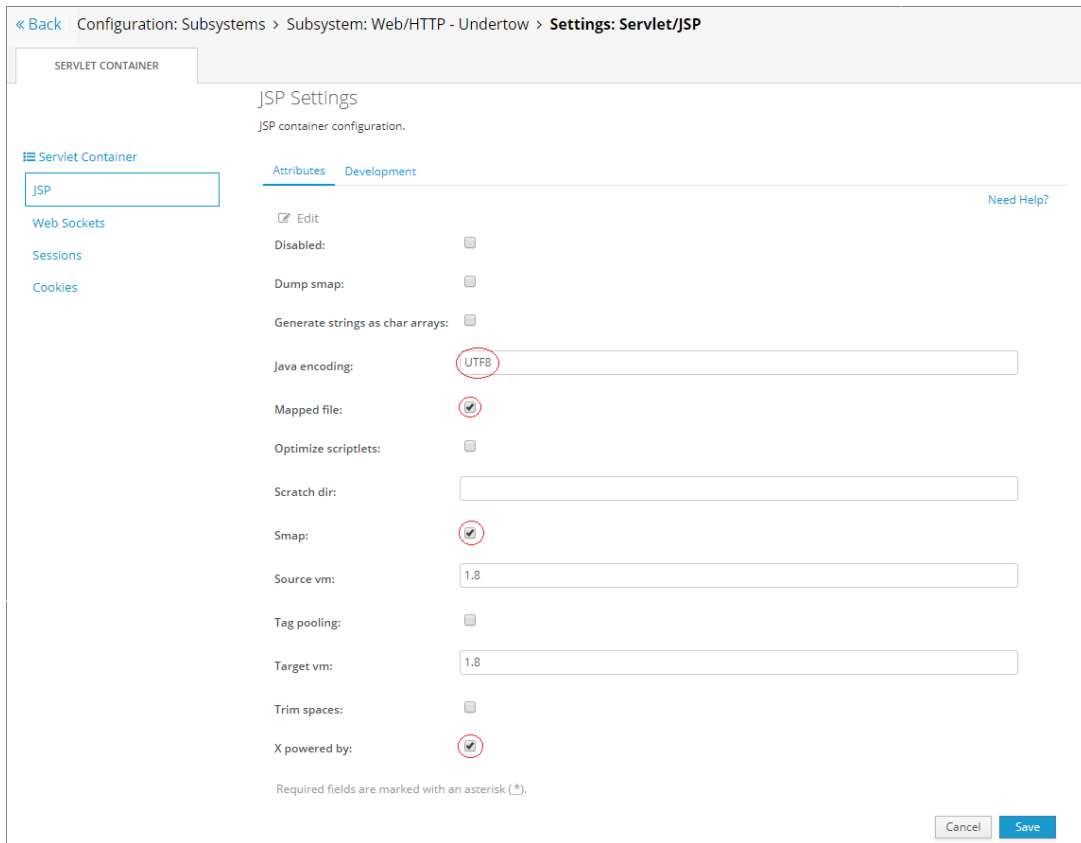 « Back Configuration: Subsystems > Subsystem: Web/HTTP - Undertow > Settings: Servlet/JSP
SERVLET CONTAINER
JSP Settings
JSP container configuration.
Servlet Container
JSP
Web Sockets
Sessions
Cookies
Attributes Development
Need Help?
Edit
Disabled:
Dump smap:
Generate strings as char arrays:
Java encoding: UTF8
Mapped file:
Optimize scriptlets:
Scratch dir:
Smap:
Source vm: 1.8
Tag pooling:
Target vm: 1.8
Trim spaces:
X powered by:
Required fields are marked with an asterisk (*).
Cancel Save